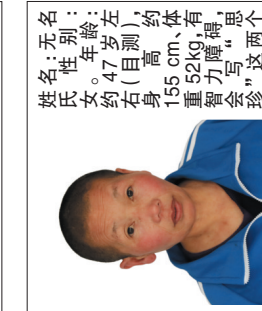 姓名:无名
氏 性 别:
女。年龄:
约 47 岁左
右(目测),
身 高 约
155 cm、体
重52kg,有
智力障碍,
会 写 “思
珍”这两个